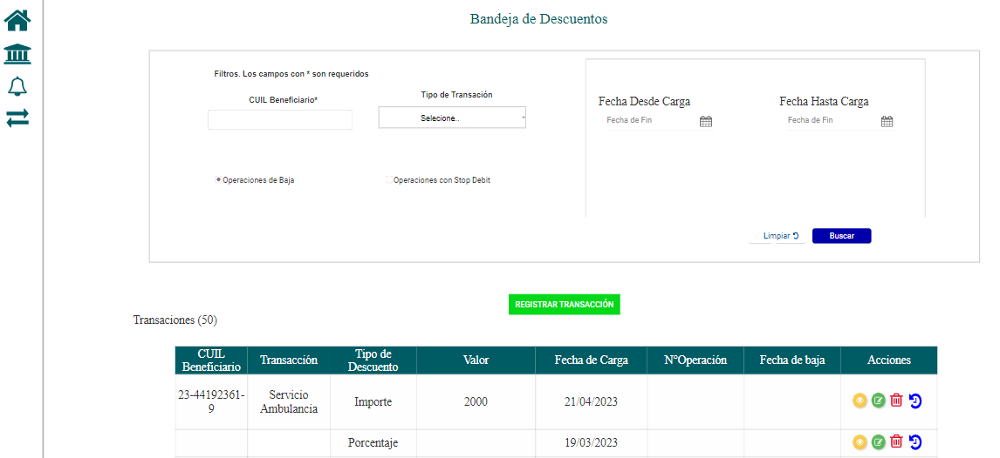 Bandeja de Descuentos
Filtros. Los campos con * son requeridos
CUIL Beneficiario*
Tipo de Transación
Selecione..
Fecha Desde Carga
Fecha de Fin
Fecha Hasta Carga
Fecha de Fin
Operaciones de Baja
Operaciones con Stop Debit
Limpiar
Buscar
REGISTRAR TRANSACCIÓN
Transaciones (50)
CUIL
Beneficiario
Transacción
Tipo de
Descuento
Valor
Fecha de Carga
N°Operación
Fecha de baja
Acciones
23-44192361-
9
Servicio
Ambulancia
Importe
2000
21/04/2023
Porcentaje
19/03/2023